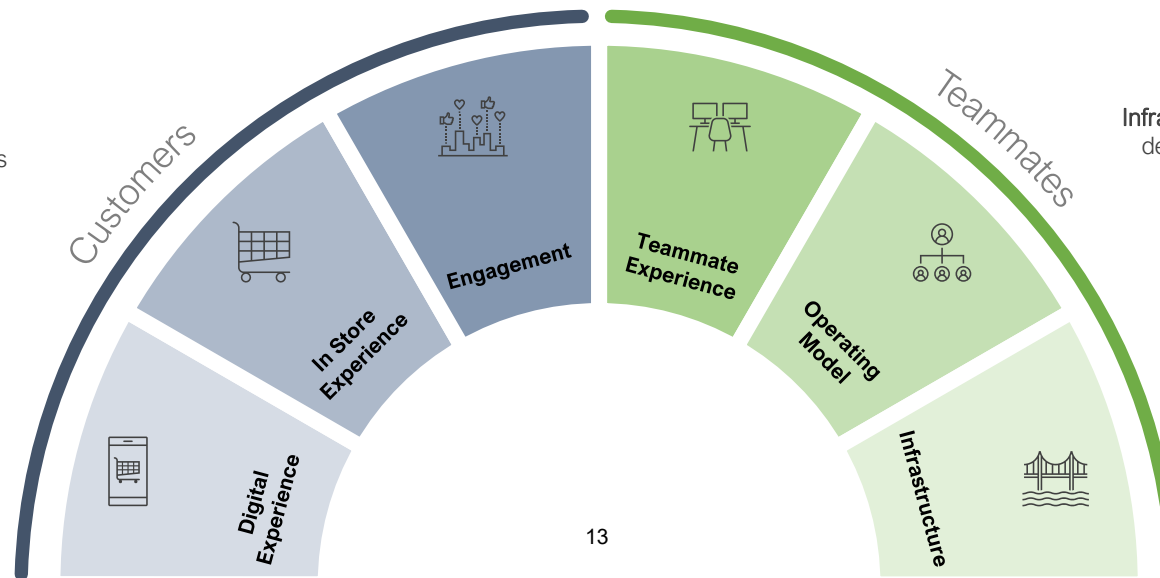 Customers
Teammates
Engagement
Teammate
Experience
In Store
Experience
Operating
Model
Digital
Experience
Infrastructure
13